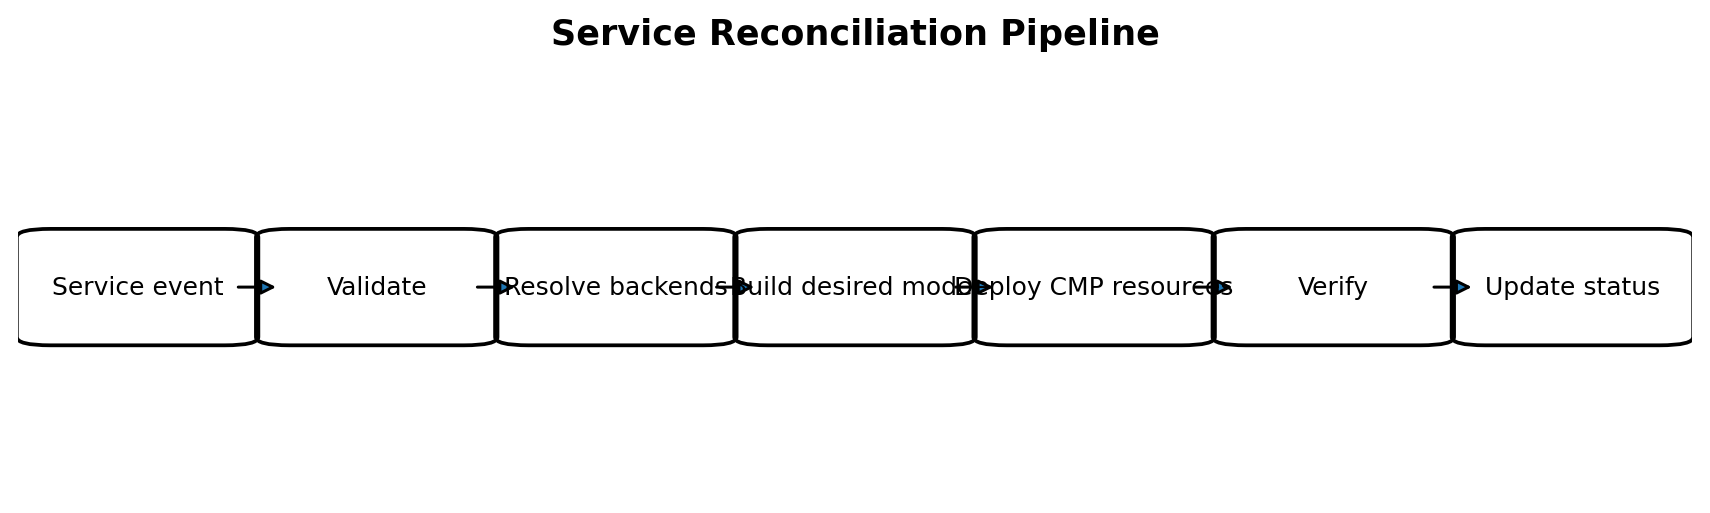 Service Reconciliation Pipeline
Service event
Validate
Resolve backends
Build desired model
Deploy CMP resources
Verify
Update status